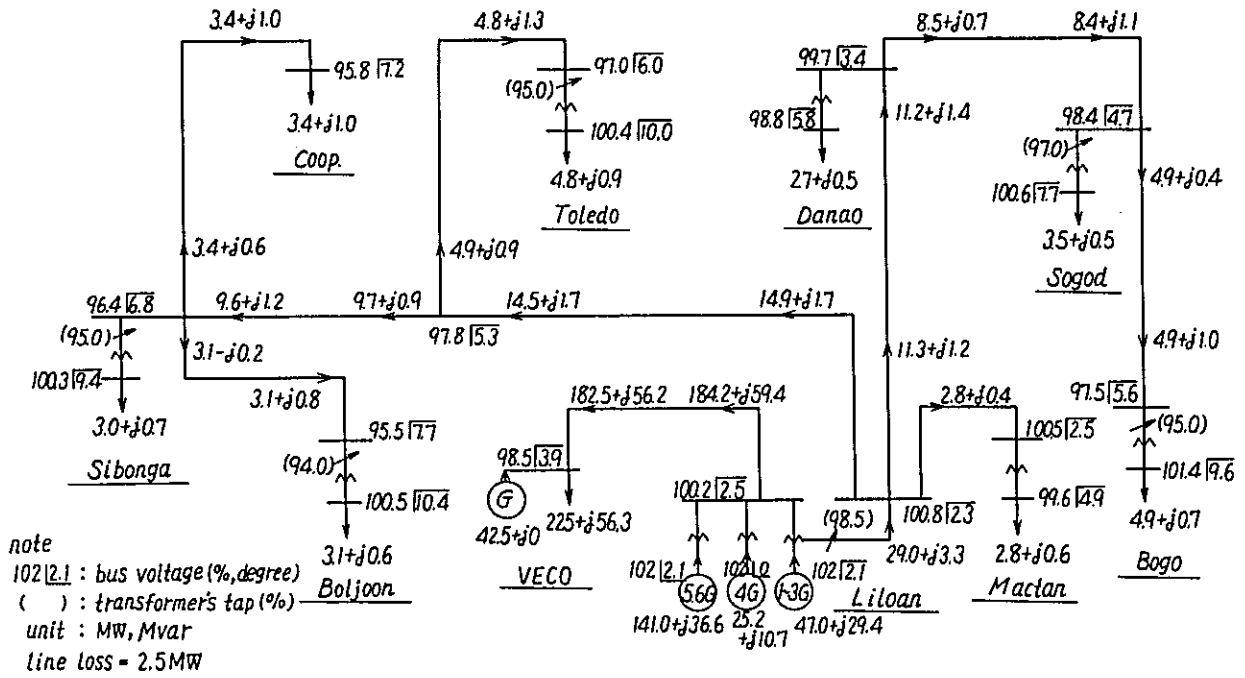 3.4+j1.0
4.8+j1.3
8.5+j0.7
8.4+j1.1
95.8 7.2
97.0 6.0
99.7 3.4
(95.0)
3.4+j1.0
Coop.
100.4 10.0
98.8 5.8
11.2+j1.4
98.4 4.7
(97.0)
4.8+j0.9
Toledo
2.7+j0.5
Danao
100.6 7.7
4.9+j0.4
3.5+j0.5
Sogod
3.4+j0.6
4.9+j0.9
96.4 6.8
9.6+j1.2
9.7+j0.9
14.5+j1.7
14.9+j1.7
(95.0)
3.1-j0.2
97.8 5.3
11.3+j1.2
4.9+j1.0
100.3 9.4
3.1+j0.8
182.5+j56.2
184.2+j59.4
2.8+j0.4
97.5 5.6
3.0+j0.7
Sibonga
95.5 7.7
(94.0)
98.5 3.9
100.5 2.5
(95.0)
100.5 10.4
G
100.2 2.5
(98.5)
100.8 2.3
99.6 4.9
101.4 9.6
42.5+j0
225+j56.3
29.0+j3.3
4.9+j0.7
3.1+j0.6
Boljoon
VECO
102 2.1
102 2.1
2.8+j0.6
Bogo
5.6G
4G
1-3G
Liloan
Mactan
141.0+j36.6
25.2
+j10.7
47.0+j29.4
note
102 2.1 : bus voltage (%, degree)
( ) : transformer's tap (%)
unit : MW, Mvar
line loss = 2.5MW